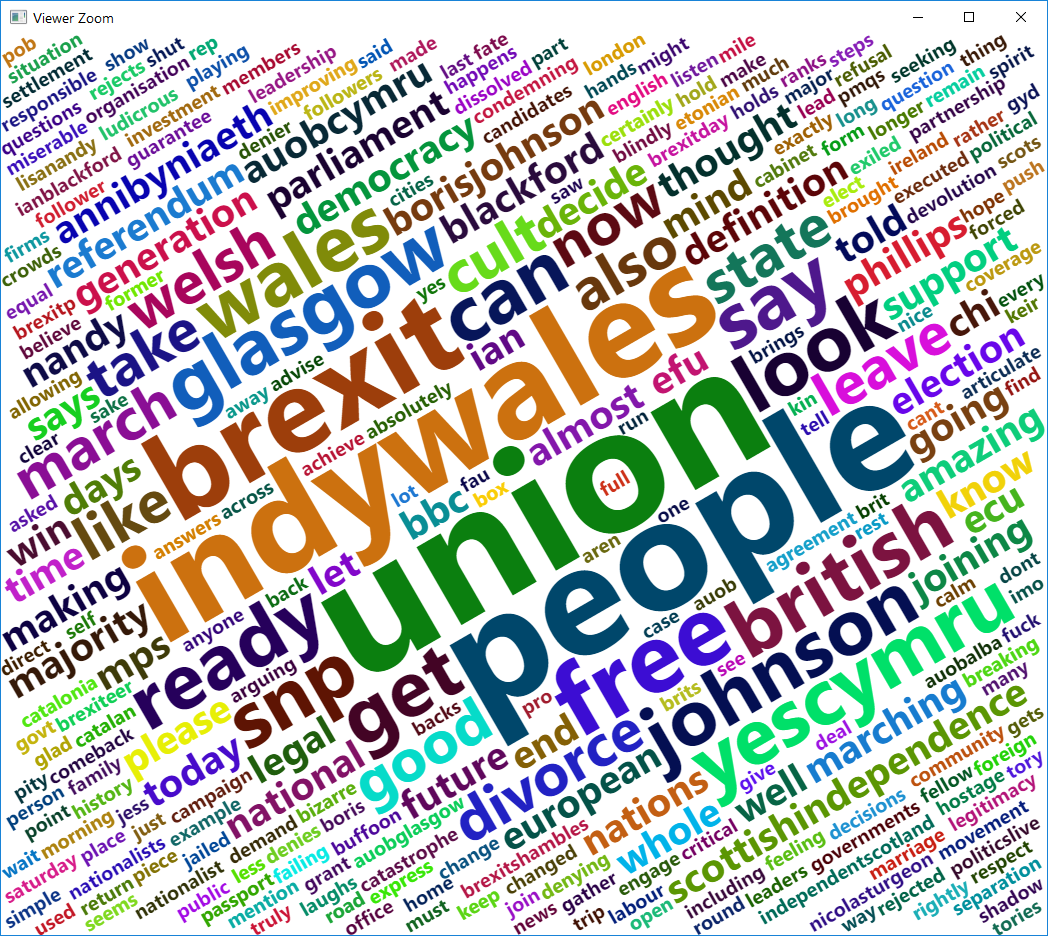 Viewer Zoom
pob
situation
settlement
show
shut
rep
responsible
rejects
organisation
playing
questions
ludicrous
investment
members
miserable
guarantee
leadership
improving
said
made
lisanandy
ianblackford
follower
denier
followers
auobcymru
last
fate
happens
part
dissolved
condemning
london
hands
might
candidates
english
listen
mile
steps
ranks
refusal
seeking
thing
spirit
annibyniaeth
parliament
democracy
borisjohnson
certainly
hold
make
much
etonian
blindly
brexitday
holds
major
lead
pmqs
question
remain
gyd
partnership
long
exactly
form
longer
cabinet
exiled
ireland
rather
political
scots
firms
crowds
referendum
generation
cities
blackford
saw
decide
thought
elect
brought
executed
devolution
hope
push
forced
equal
brexitp
former
believe
nandy
welsh
wales
glasgow
yes
cult
now
also
mind
definition
state
told
phillips
support
coverage
allowing
says
take
sake
away
advise
brexit
can
ian
say
brings
look
nice
leave
chi
every
keir
clear
march
asked
days
like
achieve
absolutely
indywales
almost
efu
run
kin
tell
election
articulate
find
cant
going
win
time
answers
across
lot
bbc
fau
box
full
union
one
aren
people
brit
rest
agreement
amazing
know
ecu
making
majority
direct
self
mps
anyone
back
let
ready
auob
case
british
joining
calm
dont
imo
catalonia
govt
brexiteer
glad
catalan
arguing
please
snp
get
backs
pro
free
see
brits
johnson
yescymru
auobalba
fuck
breaking
many
pity
comeback
person
family
point
history
jess
today
legal
good
end
divorce
european
deal
give
marching
community
gets
wait
morning
just
campaign
national
bizarre
future
nations
well
whole
scottishindependence
foreign
fellow
tory
saturday
place
example
demand
boris
buffoon
change
critical
decisions
hostage
legitimacy
simple
nationalists
piece
jailed
less
denies
failing
auobglasgow
brexitshambles
engage
feeling
governments
marriage
movement
used
return
seems
nationalist
public
passport
mention
grant
catastrophe
changed
denying
gather
labour
including
leaders
independentscotland
politicslive
respect
truly
laughs
road
express
office
home
must
keep
join
news
trip
open
round
nicolasturgeon
way
rejected
rightly
separation
shadow
tories